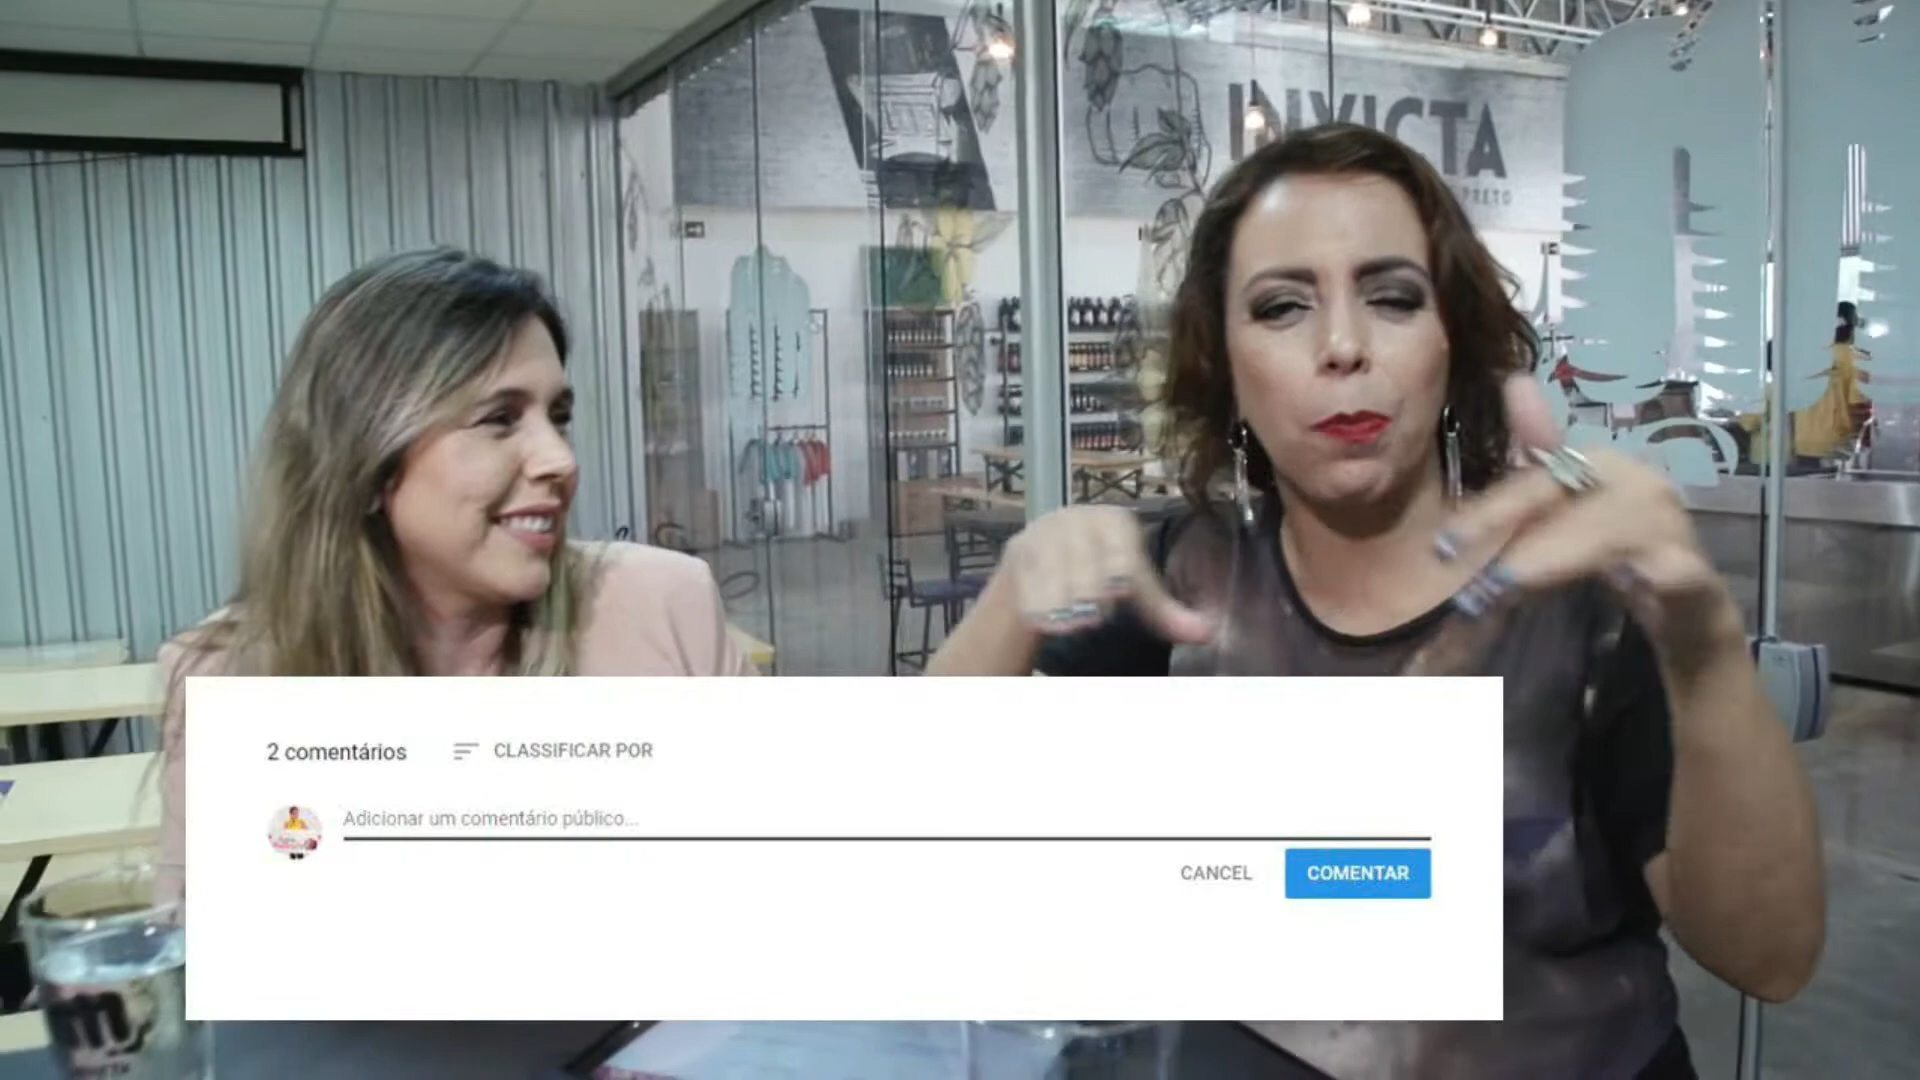 INVICTA
PRETO
2 comentários
CLASSIFICAR POR
Adicionar um comentário público...
CANCEL
COMENTAR